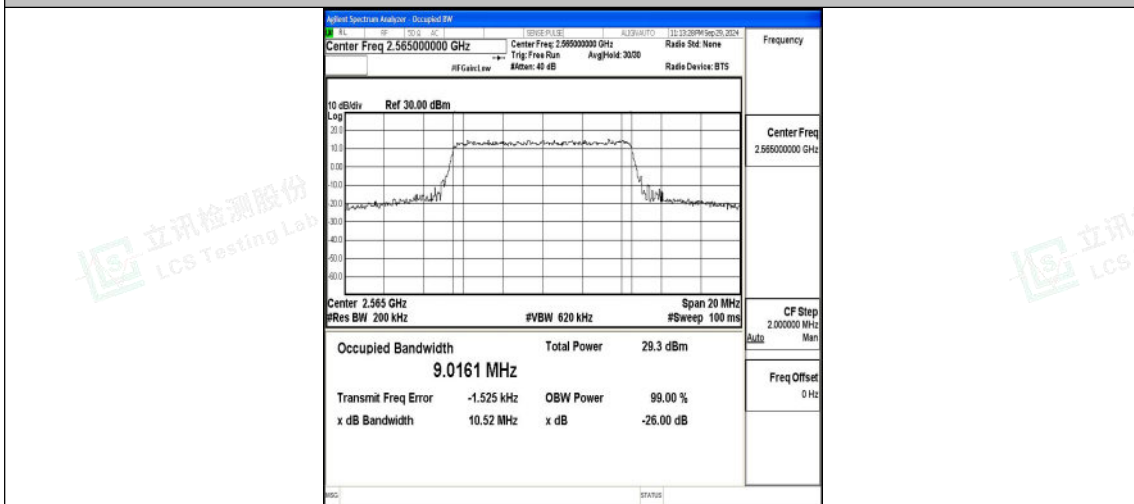 Agilent Spectrum Analyzer - Occupied BW
RL RF 50 Ω AC SENSE:PULSE ALIGNAUTO 11:13:28PM Sep 29, 2024
Center Freq 2.565000000 GHz Center Freq: 2.565000000 GHz Radio Std: None
Trig: Free Run Avg|Hold: 30/30
#IFGain:Low #Atten: 40 dB Radio Device: BTS
Frequency
10 dB/div Ref 30.00 dBm
Log
20.0
10.0
0.00
-10.0
-20.0
-30.0
-40.0
-50.0
-60.0
Center 2.565 GHz Span 20 MHz
#Res BW 200 kHz #VBW 620 kHz #Sweep 100 ms
Occupied Bandwidth Total Power 29.3 dBm
9.0161 MHz
Transmit Freq Error -1.525 kHz OBW Power 99.00 %
x dB Bandwidth 10.52 MHz x dB -26.00 dB
Center Freq
2.565000000 GHz
CF Step
2.000000 MHz
Auto Man
Freq Offset
0 Hz
MSG STATUS
立讯检测股份
LCS Testing Lab
立讯
LCS